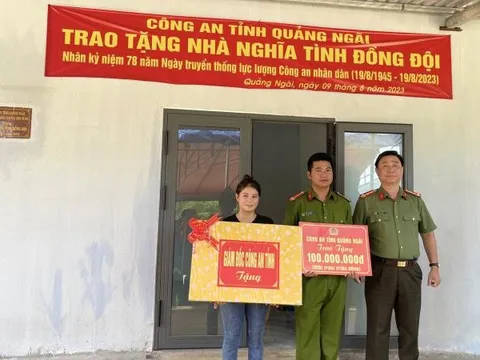 CÔNG AN TỈNH QUẢNG NGÃI
TRAO TẶNG NHÀ NGHĨA TÌNH ĐỒNG ĐỘI
Nhân kỷ niệm 78 năm Ngày truyền thống lực lượng Công an nhân dân (19/8/1945 - 19/8/2023)
Quảng Ngãi, ngày 09 tháng 8 năm 2023
GIÁM ĐỐC CÔNG AN TỈNH
Tặng
CÔNG AN TỈNH QUẢNG NGÃI
Trao Tặng
100.000.000đ